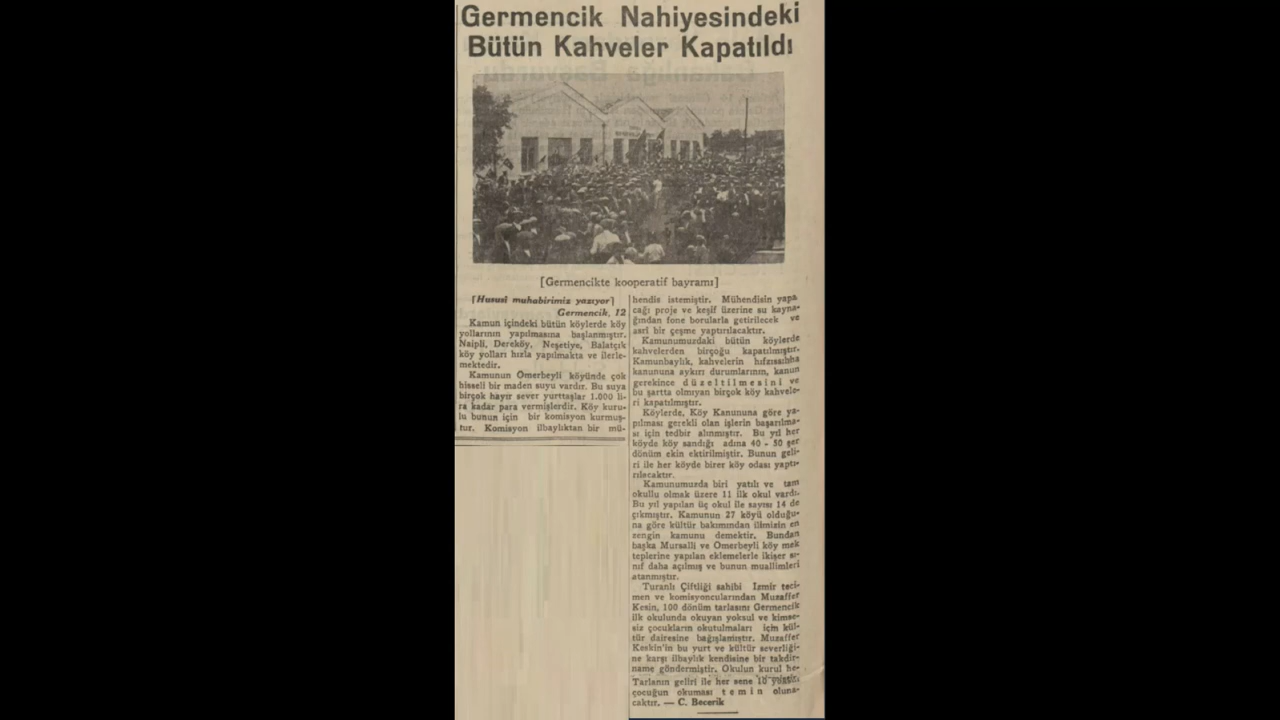 Germencik Nahiyesindeki
Bütün Kahveler Kapatıldı
[Germencikte kooperatif bayramı]
[Hususî muhabirimiz yazıyor]
Germencik, 12
Kamun içindeki bütün köylerde köy
yollarının yapılmasına başlanmıştır.
Naipli, Dereköy, Neşetiye, Balatçık
köy yolları hızla yapılmakta ve ilerle-
mektedir.
Kamunun Ömerbeyli köyünde çok
hisseli bir maden suyu vardır. Bu suya
birçok hayır sever yurttaşlar 1.000 li-
ra kadar para vermişlerdir. Köy kuru-
lu bunun için bir komisyon kurmuş-
tur. Komisyon ilbaylıktan bir mü-
hendis istemiştir. Mühendisin yapa
cağı proje ve keşif üzerine su kayna-
ğından fone borularla getirilecek ve
asrî bir çeşme yaptırılacaktır.
Kamunumuzdaki bütün köylerde
kahvelerden birçoğu kapatılmıştır.
Kamunbaylık, kahvelerin hıfzıssıhha
kanununa aykırı durumlarının, kanun
gerekince düzeltilmesini ve
bu şartta olmıyan birçok köy kahvele-
ri kapatılmıştır.
Köylerde, Köy Kanununa göre ya-
pılması gerekli olan işlerin başarılma-
sı için tedbir alınmıştır. Bu yıl her
köyde köy sandığı adına 40 - 50 şer
dönüm ekin ektirilmiştir. Bunun geli-
ri ile her köyde birer köy odası yaptı-
rılacaktır.
Kamunumuzda biri yatılı ve tam
okullu olmak üzere 11 ilk okul vardı.
Bu yıl yapılan üç okul ile sayısı 14 de
çıkmıştır. Kamunun 27 köyü olduğu-
na göre kültür bakımından ilimizin en
zengin kamunu demektir. Bundan
başka Mursalli ve Ömerbeyli köy mek
teplerine yapılan eklemelerle ikişer sı-
nıf daha açılmış ve bunun muallimleri
atanmıştır.
Turanlı Çiftliği sahibi İzmir teci-
men ve komisyoncularından Muzaffer
Kesin, 100 dönüm tarlasını Germencik
ilk okulunda okuyan yoksul ve kimse-
siz çocukların okutulmaları için kül-
tür dairesine bağışlamıştır. Muzaffer
Keskin'in bu yurt ve kültür severliği-
ne karşı ilbaylık kendisine bir takdir-
name göndermiştir. Okulun kurul he-
Tarlanın geliri ile her sene 10 yoksul
çocuğun okuması temin oluna-
caktır. — C. Becerik